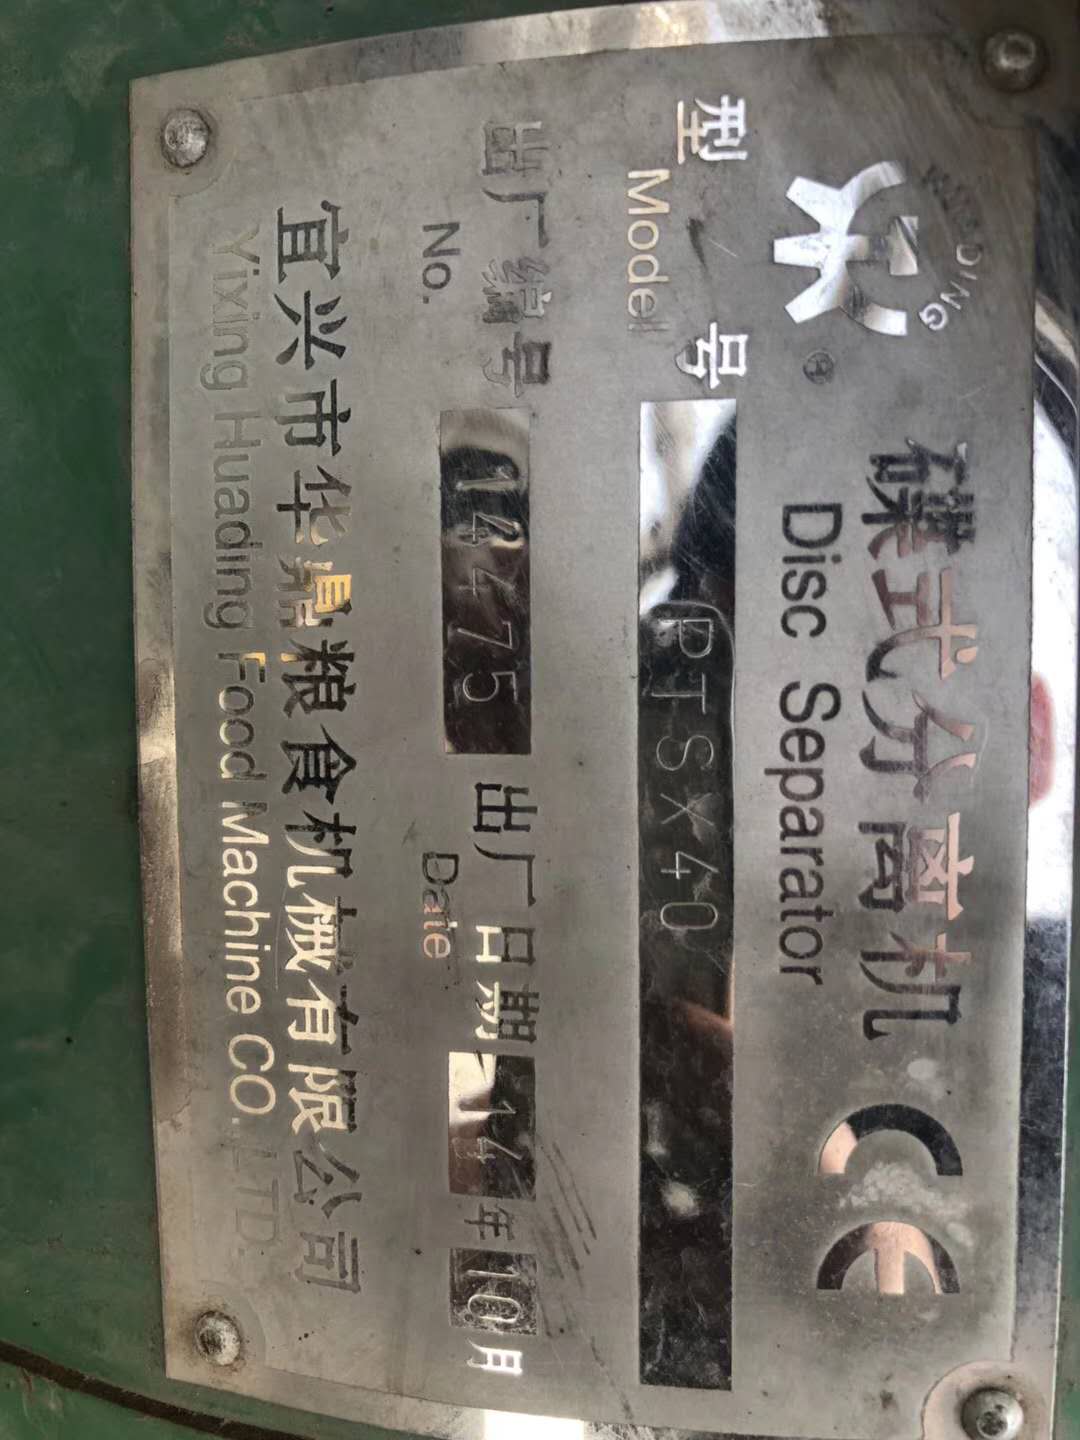 HUADING
®
碟式分离机
Disc Separator
CE
型号
Model
DPTSX40
出厂编号
No.
14475
出厂日期
Date
14年10月
宜兴市华鼎粮食机械有限公司
Yixing Huading Food Machine CO.,LTD.